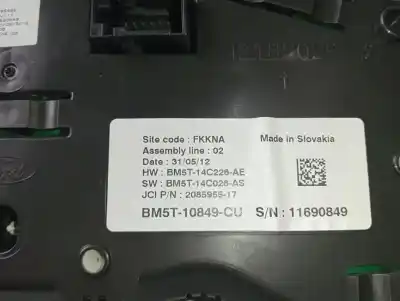 Site code : FKKNA
Made in Slovakia
Assembly line : 02
Date : 31/05/12
HW : BM5T-14C226-AE
SW : BM5T-14C026-AS
JCI P/N : 2085955-17
BM5T-10849-CU
S/N : 11690849